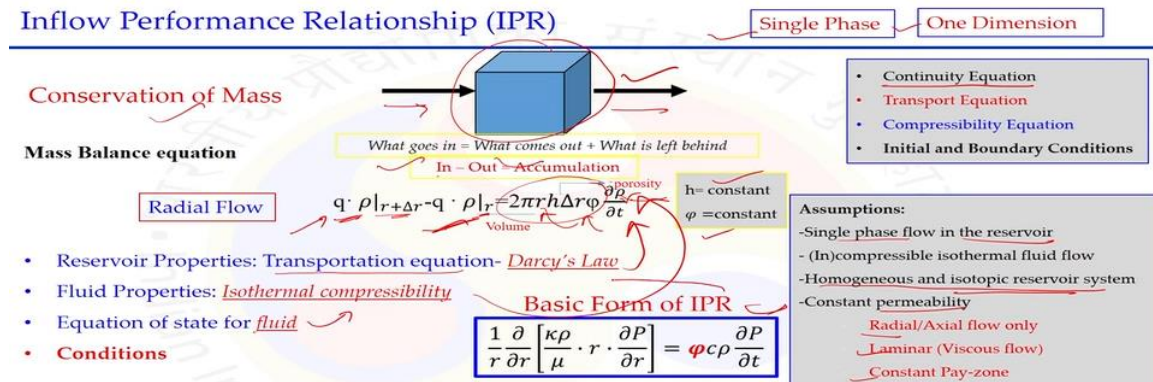 Inflow Performance Relationship (IPR)
Single Phase
One Dimension
Conservation of Mass
Mass Balance equation
What goes in = What comes out + What is left behind
In – Out = Accumulation
• Continuity Equation
• Transport Equation
• Compressibility Equation
• Initial and Boundary Conditions
Radial Flow
q· ρ|r+Δr-q · ρ|r=2πrhΔrφ ∂ρ/∂t
porosity
Volume
h= constant
φ =constant
• Reservoir Properties: Transportation equation- Darcy's Law
• Fluid Properties: Isothermal compressibility
• Equation of state for fluid
• Conditions
Basic Form of IPR
1/r ∂/∂r [κρ/μ · r · ∂P/∂r] = φcρ ∂P/∂t
Assumptions:
-Single phase flow in the reservoir
- (In)compressible isothermal fluid flow
-Homogeneous and isotopic reservoir system
-Constant permeability
Radial/Axial flow only
Laminar (Viscous flow)
Constant Pay-zone